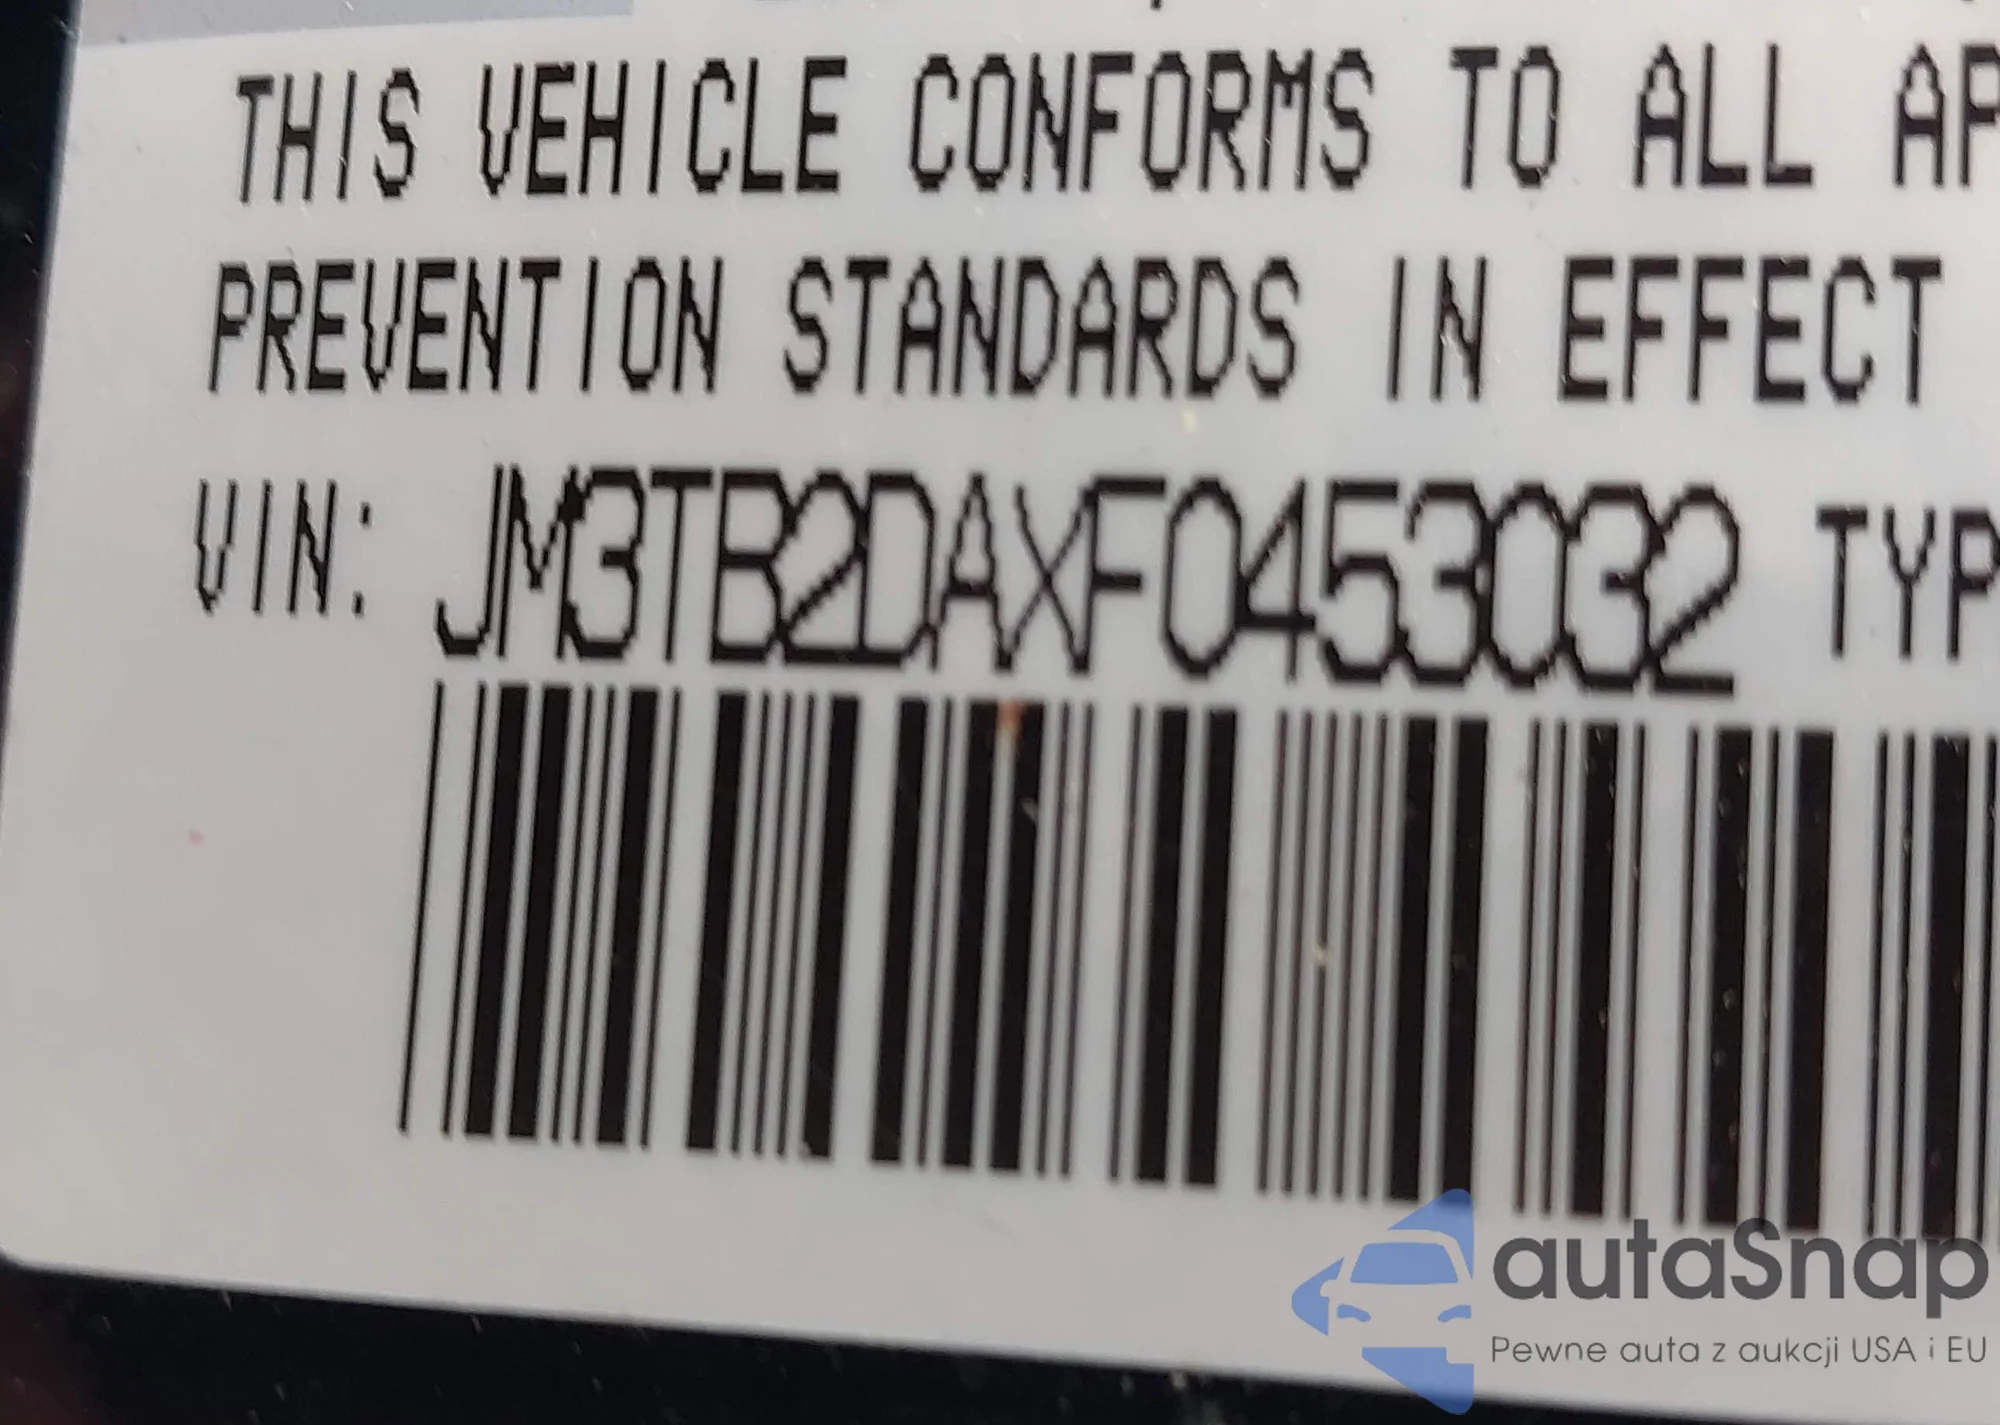 THIS VEHICLE CONFORMS TO ALL AP
PREVENTION STANDARDS IN EFFECT
VIN: JM3TB2DAXF0453032 TYP
autaSnap
Pewne auta z aukcji USA i EU